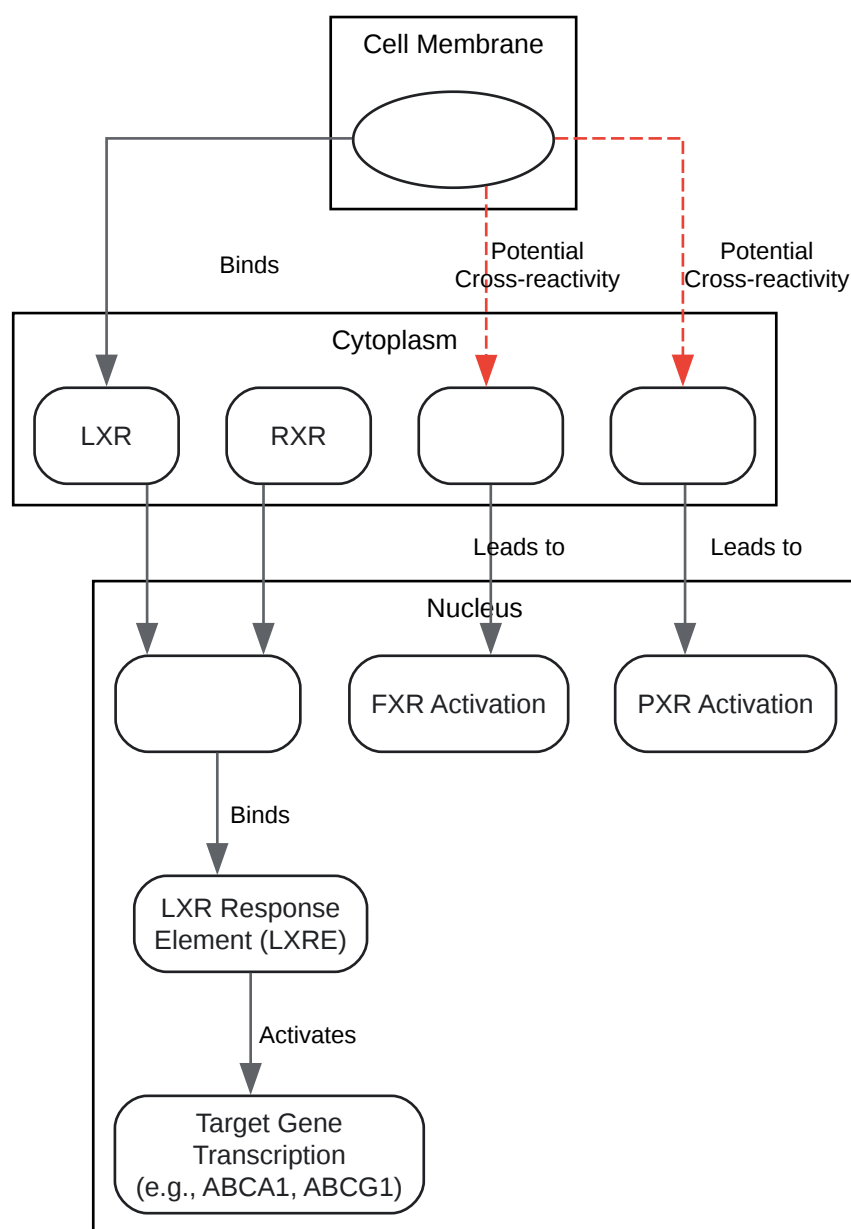 Cell Membrane
Binds
Potential
Cross-reactivity
Potential
Cross-reactivity
Cytoplasm
LXR
RXR
Leads to
Leads to
Nucleus
FXR Activation
PXR Activation
Binds
LXR Response
Element (LXRE)
Activates
Target Gene
Transcription
(e.g., ABCA1, ABCG1)